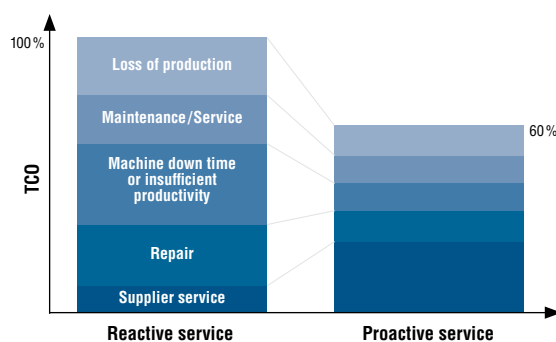 100 %
Loss of production
Maintenance/Service
60 %
Machine down time
or insufficient
productivity
TCO
Repair
Supplier service
Reactive service
Proactive service